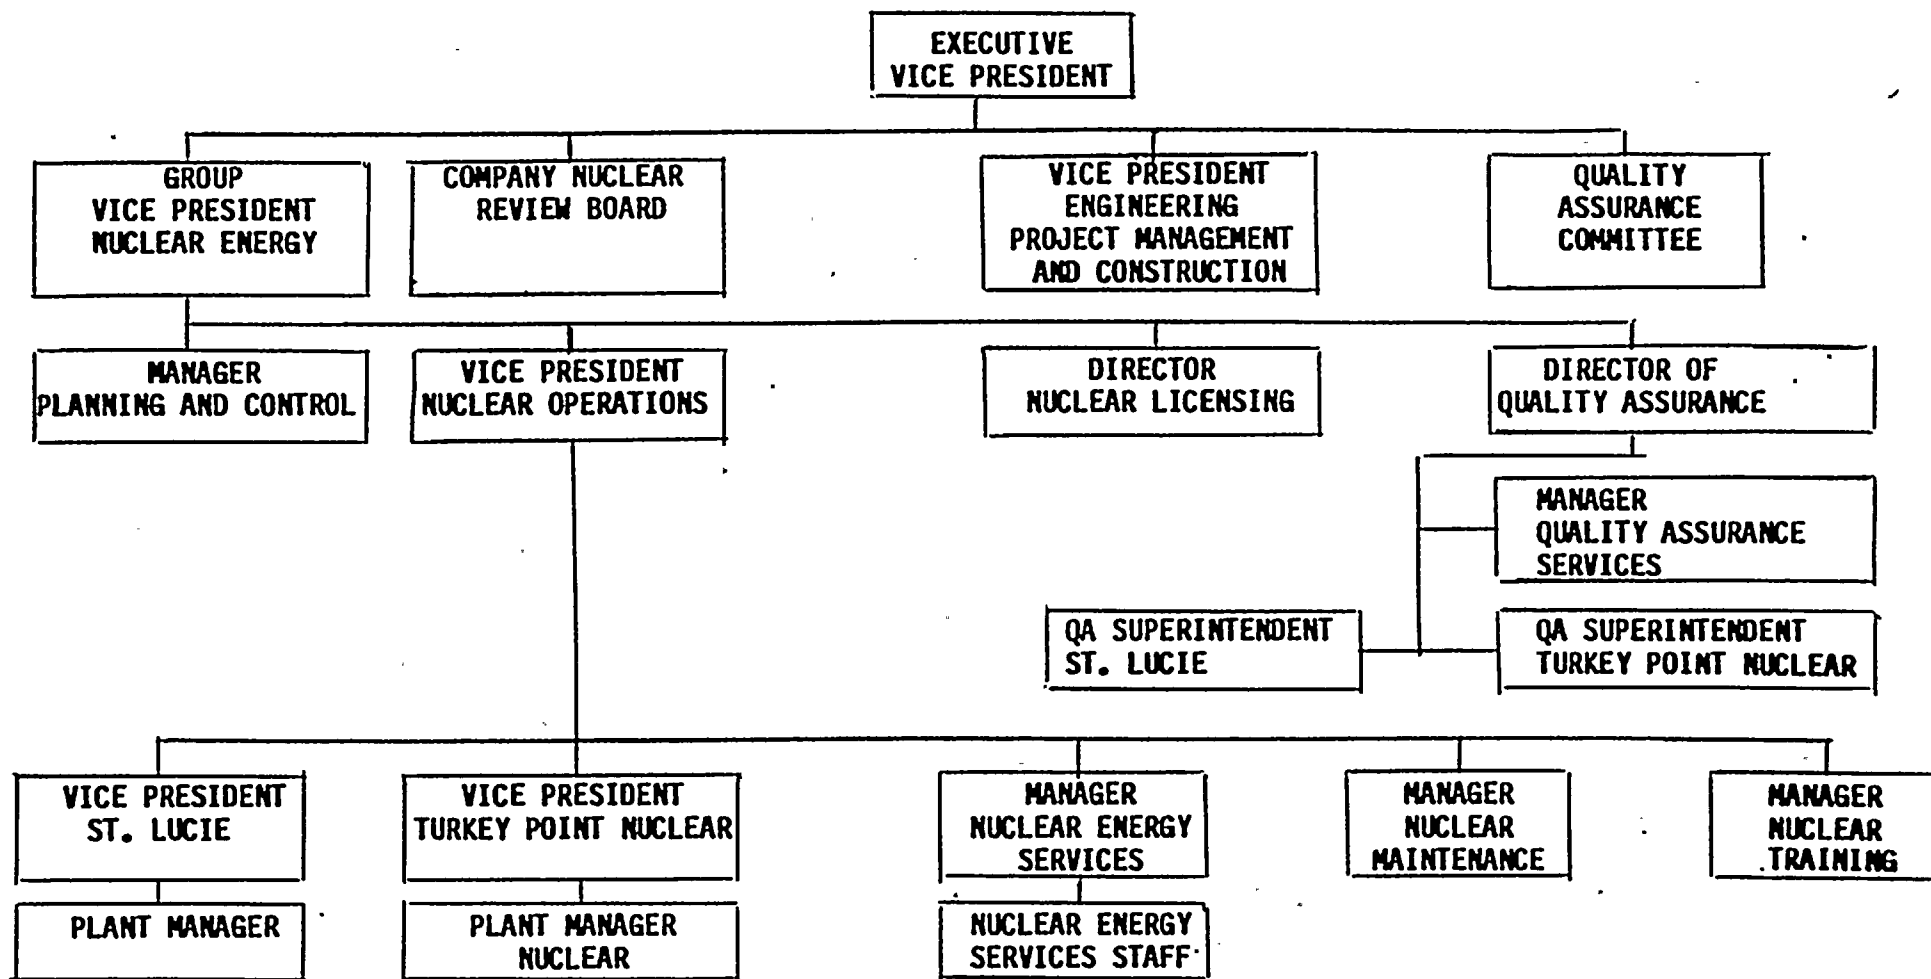 EXECUTIVE
VICE PRESIDENT
GROUP
VICE PRESIDENT
NUCLEAR ENERGY
COMPANY NUCLEAR
REVIEW BOARD
VICE PRESIDENT
ENGINEERING
PROJECT MANAGEMENT
AND CONSTRUCTION
QUALITY
ASSURANCE
COMMITTEE
MANAGER
PLANNING AND CONTROL
VICE PRESIDENT
NUCLEAR OPERATIONS
DIRECTOR
NUCLEAR LICENSING
DIRECTOR OF
QUALITY ASSURANCE
MANAGER
QUALITY ASSURANCE
SERVICES
QA SUPERINTENDENT
ST. LUCIE
QA SUPERINTENDENT
TURKEY POINT NUCLEAR
VICE PRESIDENT
ST. LUCIE
VICE PRESIDENT
TURKEY POINT NUCLEAR
MANAGER
NUCLEAR ENERGY
SERVICES
MANAGER
NUCLEAR
MAINTENANCE
MANAGER
NUCLEAR
TRAINING
PLANT MANAGER
PLANT MANAGER
NUCLEAR
NUCLEAR ENERGY
SERVICES STAFF